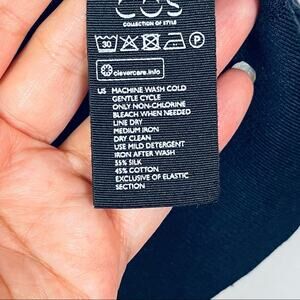 COS
COLLECTION OF STYLE
30 P
clevercare.info
US MACHINE WASH COLD
GENTLE CYCLE
ONLY NON-CHLORINE
BLEACH WHEN NEEDED
LINE DRY
MEDIUM IRON
DRY CLEAN
USE MILD DETERGENT
IRON AFTER WASH
55% SILK
45% COTTON
EXCLUSIVE OF ELASTIC
SECTION